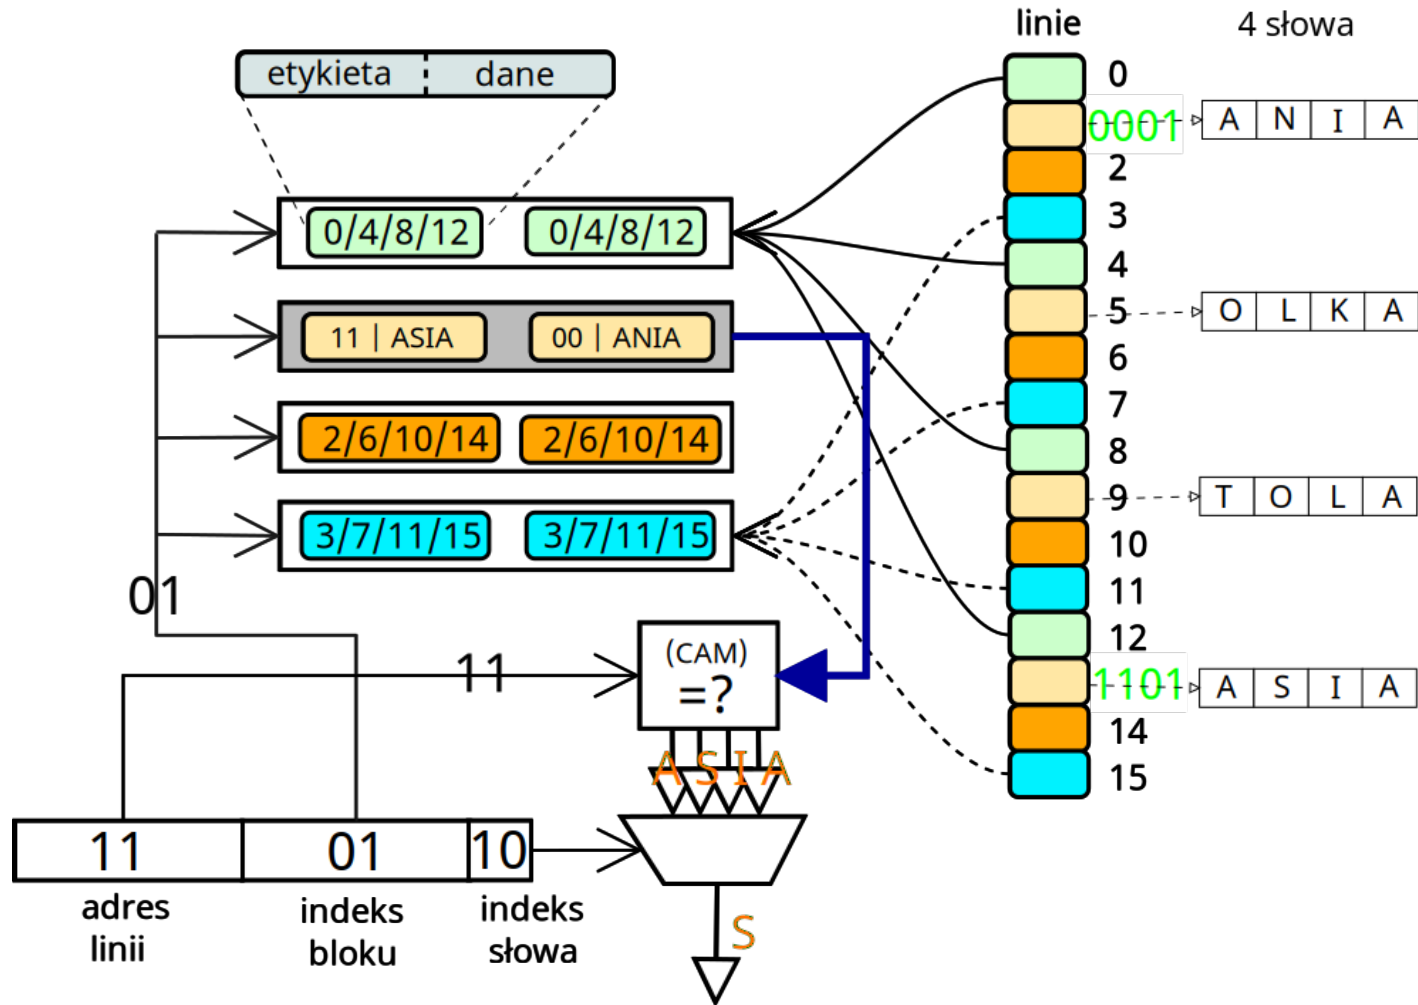 linie
4 słowa
etykieta
dane
0
0001
A N I A
2
0/4/8/12
0/4/8/12
3
4
11 | ASIA
00 | ANIA
5
O L K A
6
7
2/6/10/14
2/6/10/14
8
9
T O L A
3/7/11/15
3/7/11/15
10
11
01
12
(CAM)
=?
11
1101
A S I A
14
A S I A
15
11
01
10
adres
linii
indeks
bloku
indeks
słowa
S